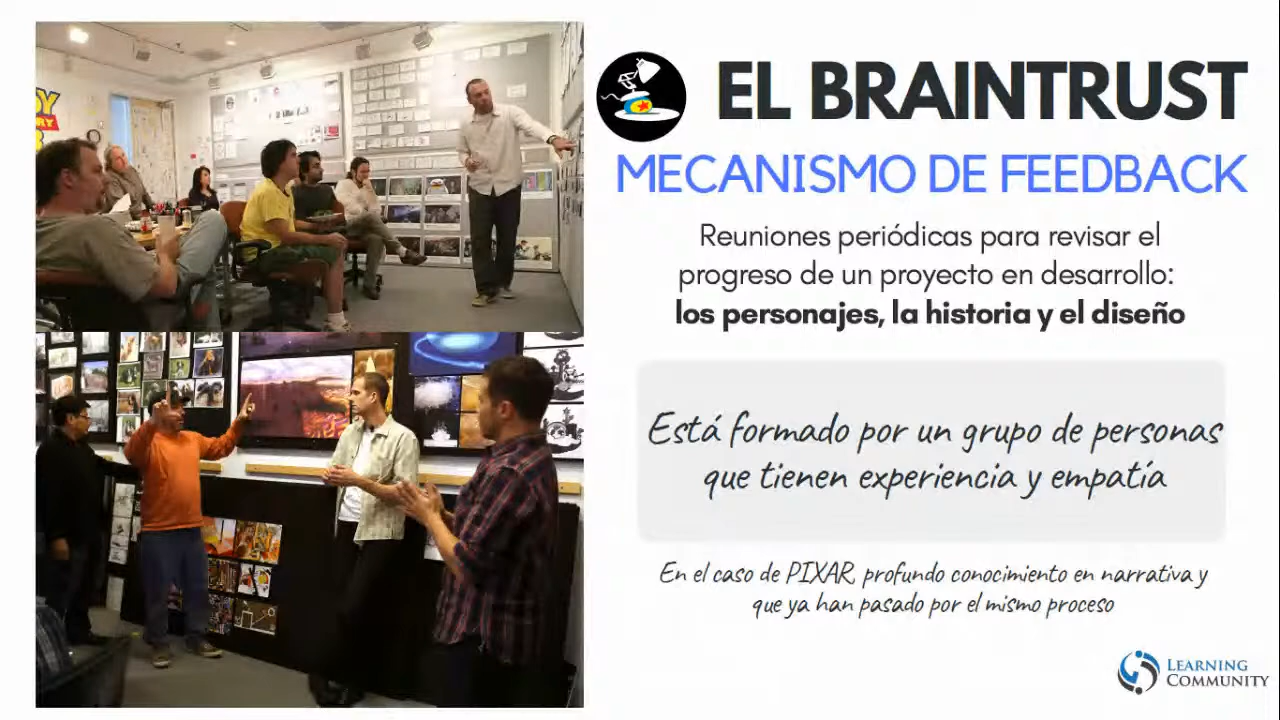 EL BRAINTRUST
MECANISMO DE FEEDBACK
Reuniones periódicas para revisar el
progreso de un proyecto en desarrollo:
los personajes, la historia y el diseño
Está formado por un grupo de personas
que tienen experiencia y empatía
En el caso de PIXAR, profundo conocimiento en narrativa y
que ya han pasado por el mismo proceso
LEARNING
COMMUNITY